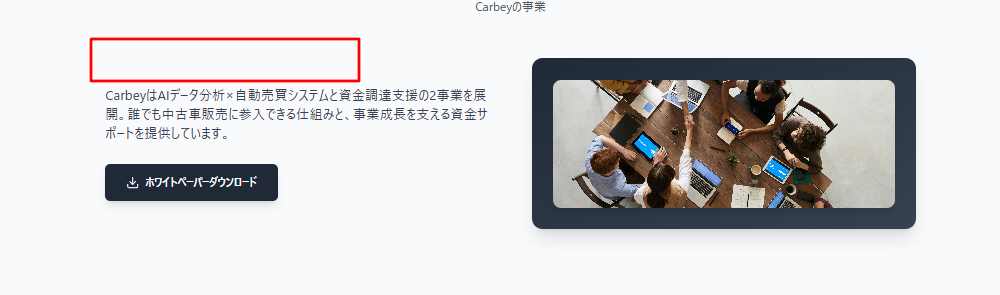 Carbeyの事業
CarbeyはAIデータ分析×自動売買システムと資金調達支援の2事業を展
開。誰でも中古車販売に参入できる仕組みと、事業成長を支える資金サ
ポートを提供しています。
ホワイトペーパーダウンロード